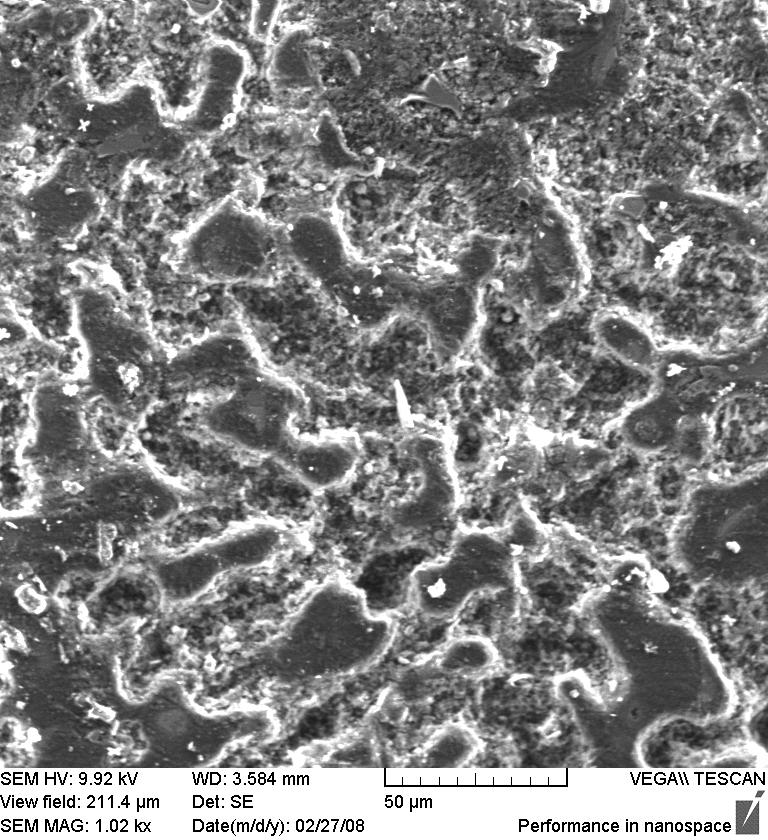 SEM HV: 9.92 kV WD: 3.584 mm VEGA\\ TESCAN
View field: 211.4 µm Det: SE 50 µm
SEM MAG: 1.02 kx Date(m/d/y): 02/27/08 Performance in nanospace